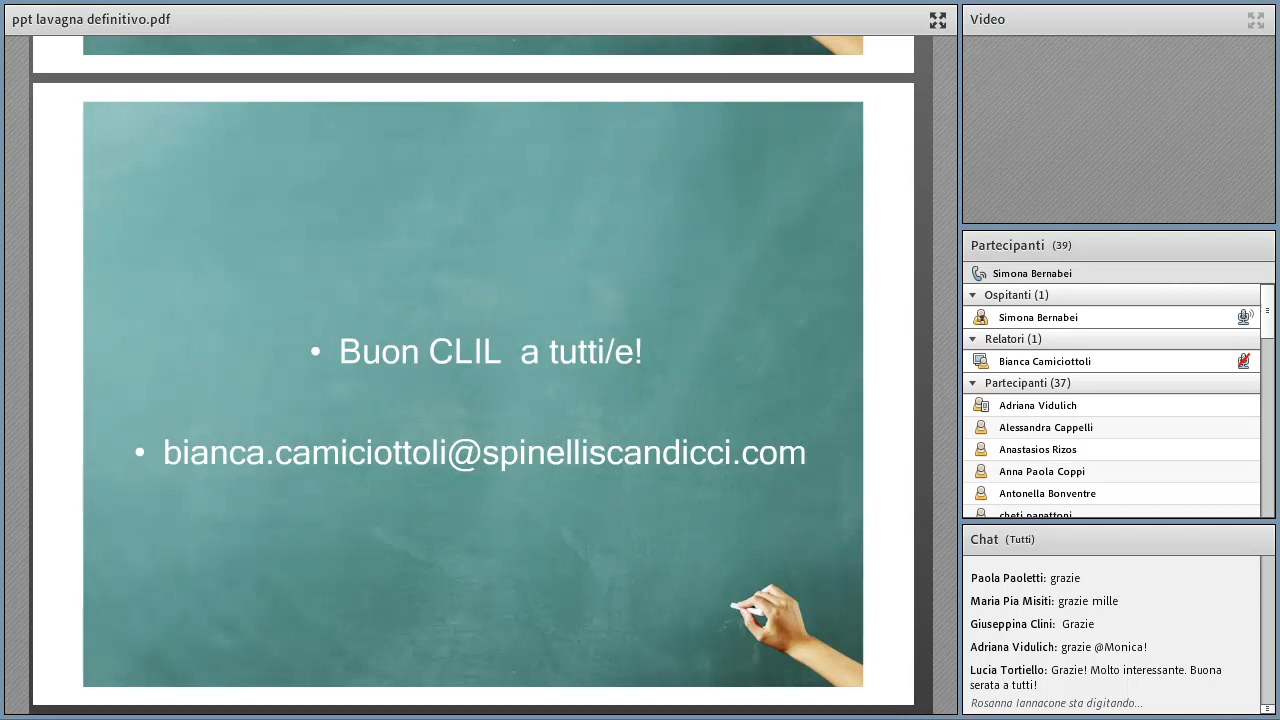 ppt lavagna definitivo.pdf
• Buon CLIL  a tutti/e!
• bianca.camiciottoli@spinelliscandicci.com
Video
Partecipanti (39)
Simona Bernabei
Ospitanti (1)
Simona Bernabei
Relatori (1)
Bianca Camiciottoli
Partecipanti (37)
Adriana Vidulich
Alessandra Cappelli
Anastasios Rizos
Anna Paola Coppi
Antonella Bonventre
cheti panattoni
Chat (Tutti)
Paola Paoletti: grazie
Maria Pia Misiti: grazie mille
Giuseppina Clini:  Grazie
Adriana Vidulich: grazie @Monica!
Lucia Tortiello: Grazie! Molto interessante. Buona
serata a tutti!
Rosanna Iannacone sta digitando...